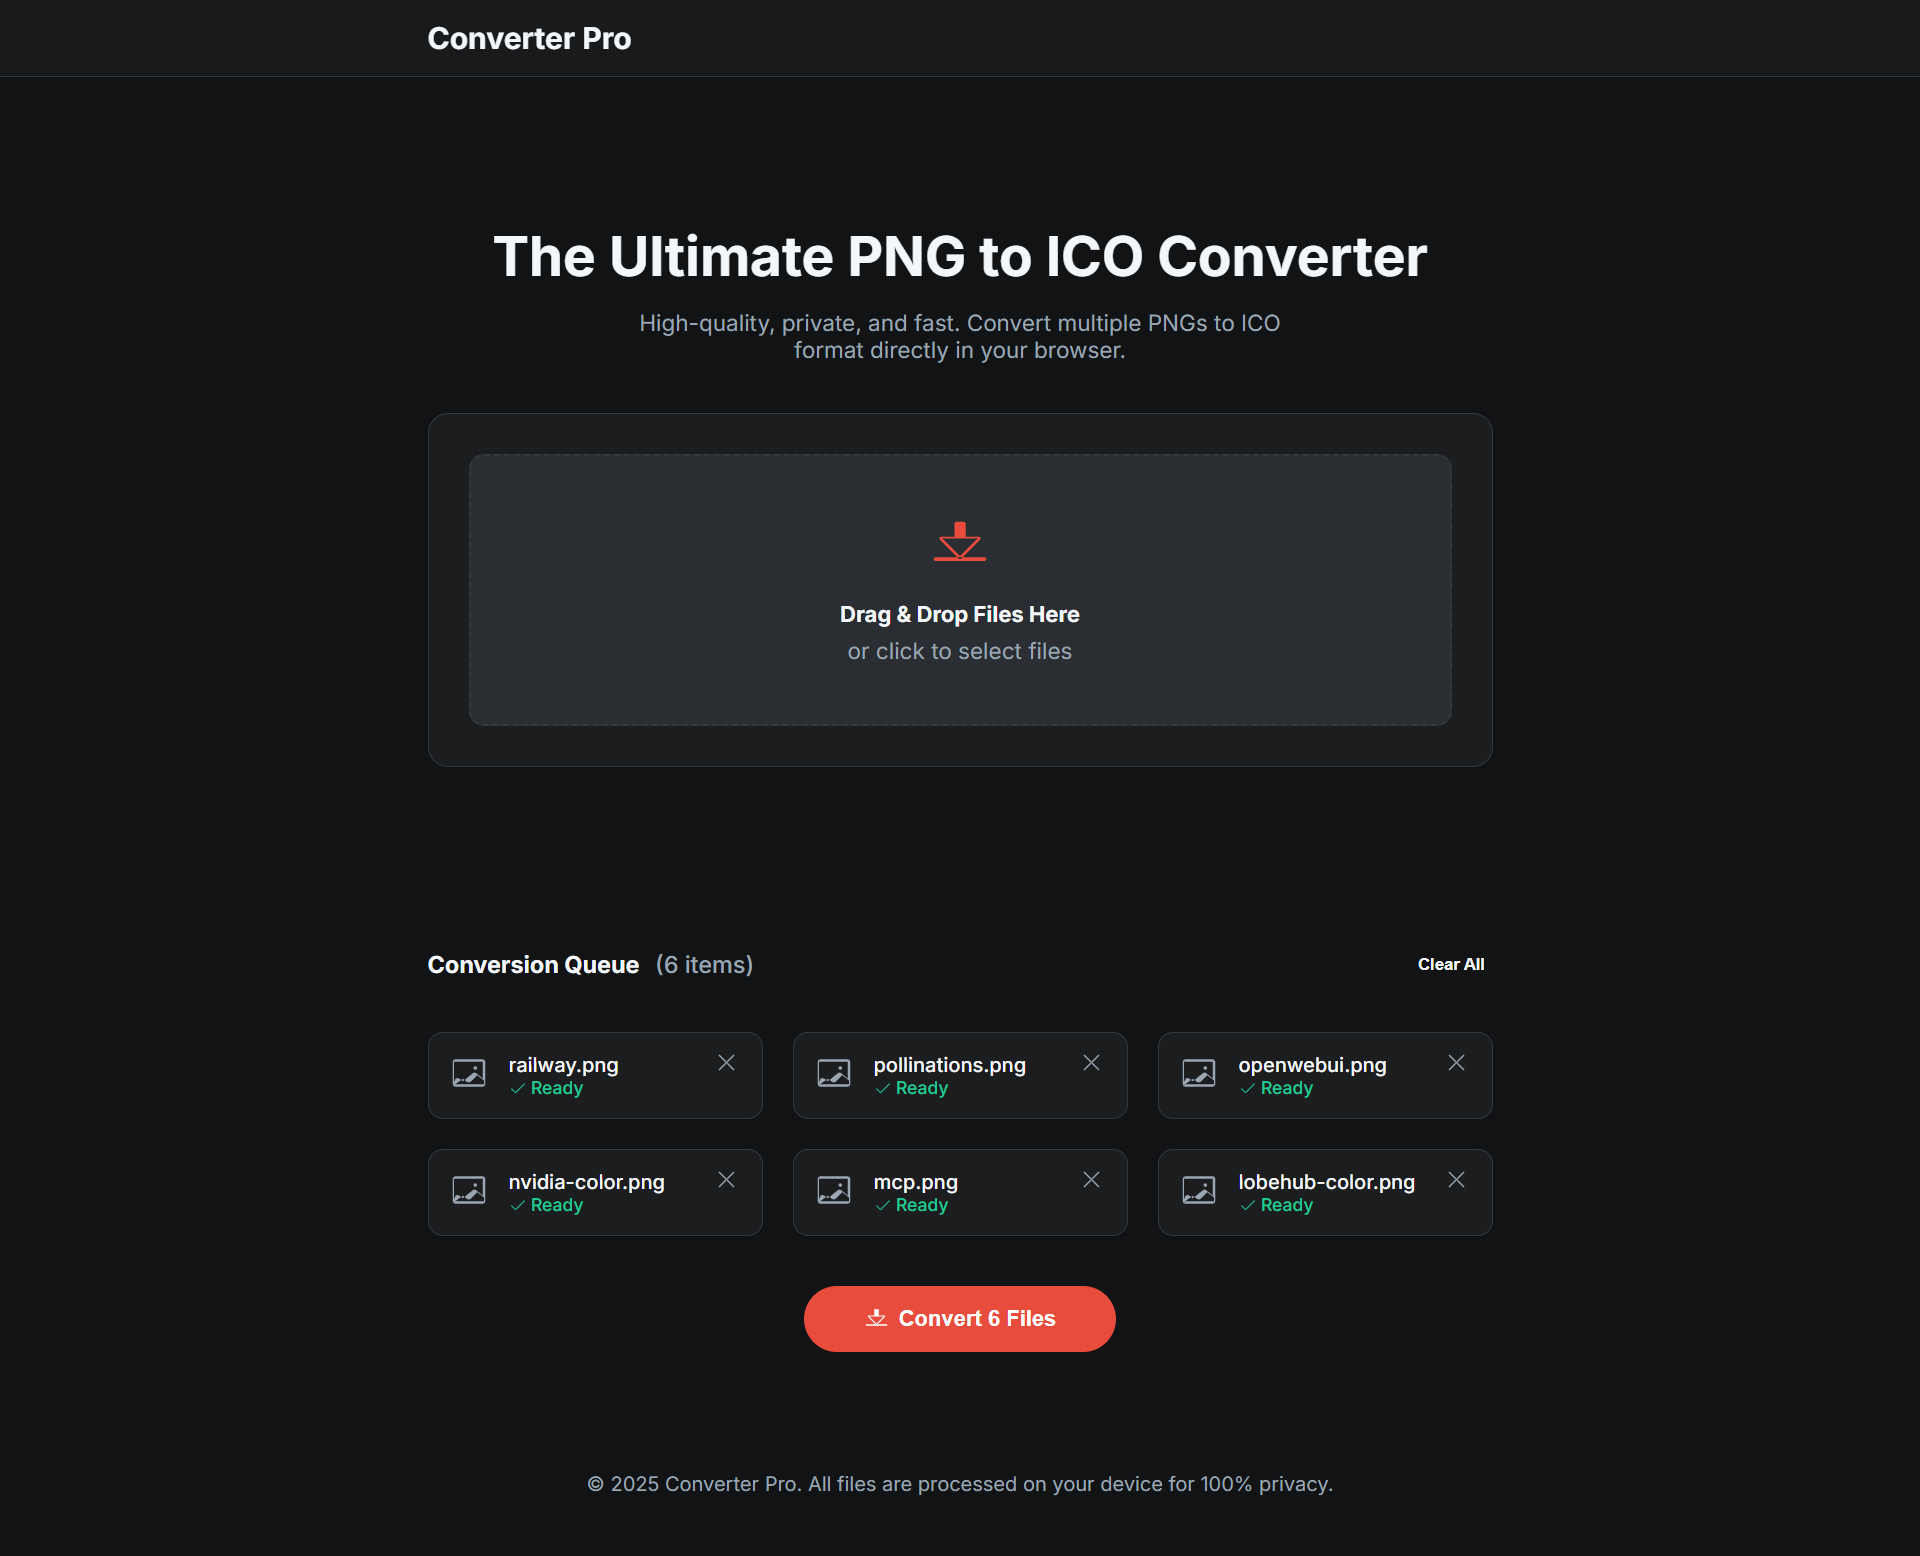 Converter Pro
The Ultimate PNG to ICO Converter
High-quality, private, and fast. Convert multiple PNGs to ICO
format directly in your browser.
Drag & Drop Files Here
or click to select files
Conversion Queue (6 items)
Clear All
railway.png
Ready
pollinations.png
Ready
openwebui.png
Ready
nvidia-color.png
Ready
mcp.png
Ready
lobehub-color.png
Ready
Convert 6 Files
© 2025 Converter Pro. All files are processed on your device for 100% privacy.